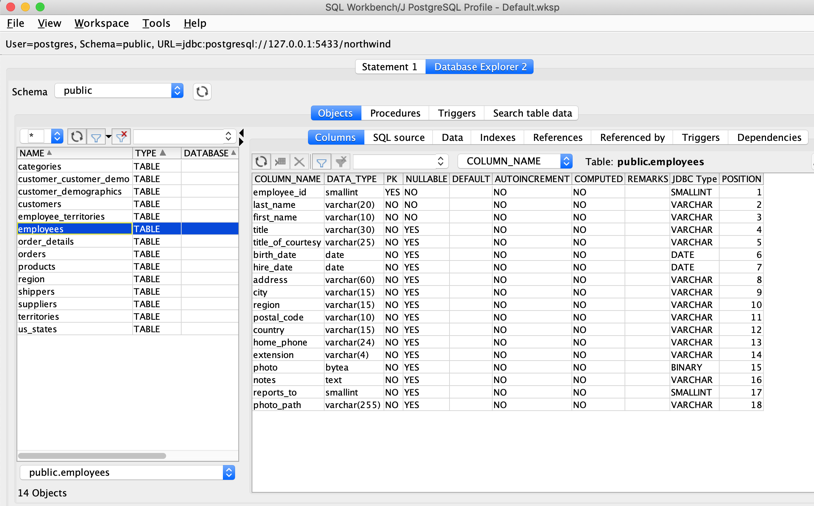 SQL Workbench/J PostgreSQL Profile - Default.wksp
File View Workspace Tools Help
User=postgres, Schema=public, URL=jdbc:postgresql://127.0.0.1:5433/northwind
Statement 1 Database Explorer 2
Schema public
Objects Procedures Triggers Search table data
*
NAME TYPE DATABASE
categories TABLE
customer_customer_demo TABLE
customer_demographics TABLE
customers TABLE
employee_territories TABLE
employees TABLE
order_details TABLE
orders TABLE
products TABLE
region TABLE
shippers TABLE
suppliers TABLE
territories TABLE
us_states TABLE
public.employees
14 Objects
Columns SQL source Data Indexes References Referenced by Triggers Dependencies
COLUMN_NAME Table: public.employees
COLUMN_NAME DATA_TYPE PK NULLABLE DEFAULT AUTOINCREMENT COMPUTED REMARKS JDBC Type POSITION
employee_id smallint YES NO NO NO SMALLINT 1
last_name varchar(20) NO NO NO NO VARCHAR 2
first_name varchar(10) NO NO NO NO VARCHAR 3
title varchar(30) NO YES NO NO VARCHAR 4
title_of_courtesy varchar(25) NO YES NO NO VARCHAR 5
birth_date date NO YES NO NO DATE 6
hire_date date NO YES NO NO DATE 7
address varchar(60) NO YES NO NO VARCHAR 8
city varchar(15) NO YES NO NO VARCHAR 9
region varchar(15) NO YES NO NO VARCHAR 10
postal_code varchar(10) NO YES NO NO VARCHAR 11
country varchar(15) NO YES NO NO VARCHAR 12
home_phone varchar(24) NO YES NO NO VARCHAR 13
extension varchar(4) NO YES NO NO VARCHAR 14
photo bytea NO YES NO NO BINARY 15
notes text NO YES NO NO VARCHAR 16
reports_to smallint NO YES NO NO SMALLINT 17
photo_path varchar(255) NO YES NO NO VARCHAR 18